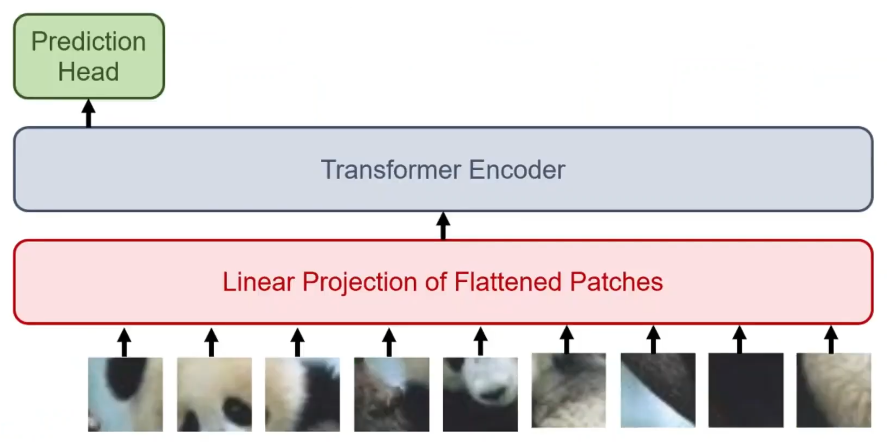 Prediction
Head
Transformer Encoder
Linear Projection of Flattened Patches